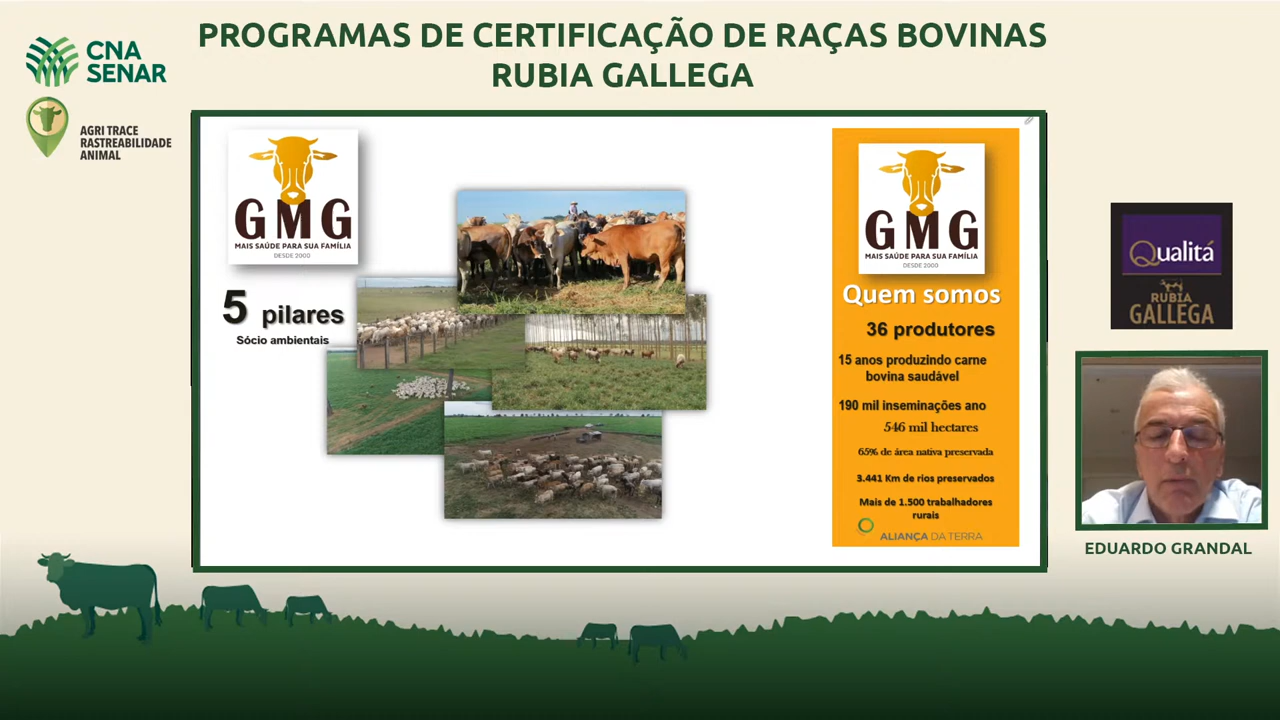 PROGRAMAS DE CERTIFICAÇÃO DE RAÇAS BOVINAS
RUBIA GALLEGA
CNA
SENAR
AGRI TRACE
RASTREABILIDADE
ANIMAL
GMG
MAIS SAÚDE PARA SUA FAMÍLIA
DESDE 2000
5 pilares
Sócio ambientais
GMG
MAIS SAÚDE PARA SUA FAMÍLIA
DESDE 2000
Quem somos
36 produtores
15 anos produzindo carne
bovina saudável
190 mil inseminações ano
546 mil hectares
65% de área nativa preservada
3.441 Km de rios preservados
Mais de 1.500 trabalhadores
rurais
ALIANÇA DA TERRA
Qualitá
RUBIA
GALLEGA
EDUARDO GRANDAL